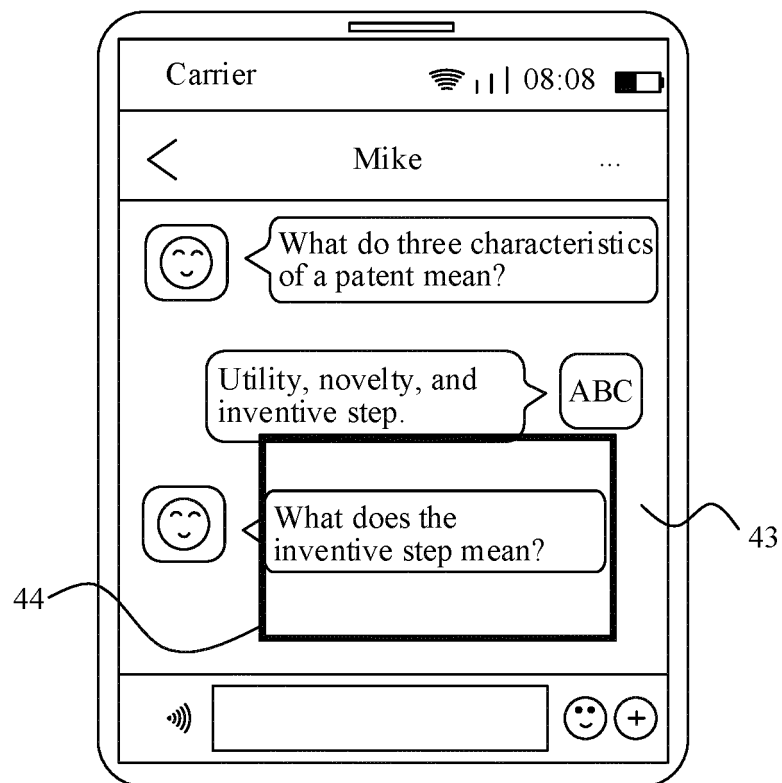 Carrier 08:08
Mike ...
What do three characteristics
of a patent mean?
Utility, novelty, and
inventive step.
ABC
What does the
inventive step mean?
43
44